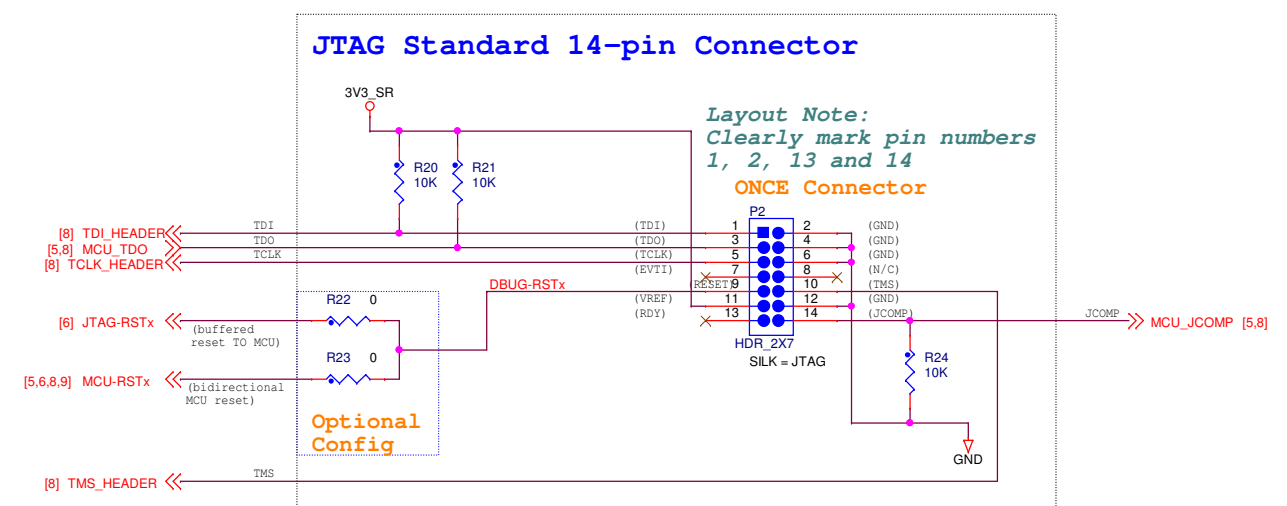 JTAG Standard 14-pin Connector
3V3_SR
Layout Note:
Clearly mark pin numbers
1, 2, 13 and 14
R20
10K
R21
10K
ONCE Connector
P2
[8] TDI_HEADER
TDI
(TDI)
1
2
(GND)
[5,8] MCU_TDO
TDO
(TDO)
3
4
(GND)
[8] TCLK_HEADER
TCLK
(TCLK)
5
6
(GND)
(EVTI)
7
8
(N/C)
DBUG-RSTx
(RESET)
9
10
(TMS)
(VREF)
11
12
(GND)
(RDY)
13
14
(JCOMP)
JCOMP
MCU_JCOMP [5,8]
HDR_2X7
SILK = JTAG
R22 0
[6] JTAG-RSTx
(buffered
reset TO MCU)
R23 0
[5,6,8,9] MCU-RSTx
(bidirectional
MCU reset)
R24
10K
Optional
Config
GND
[8] TMS_HEADER
TMS